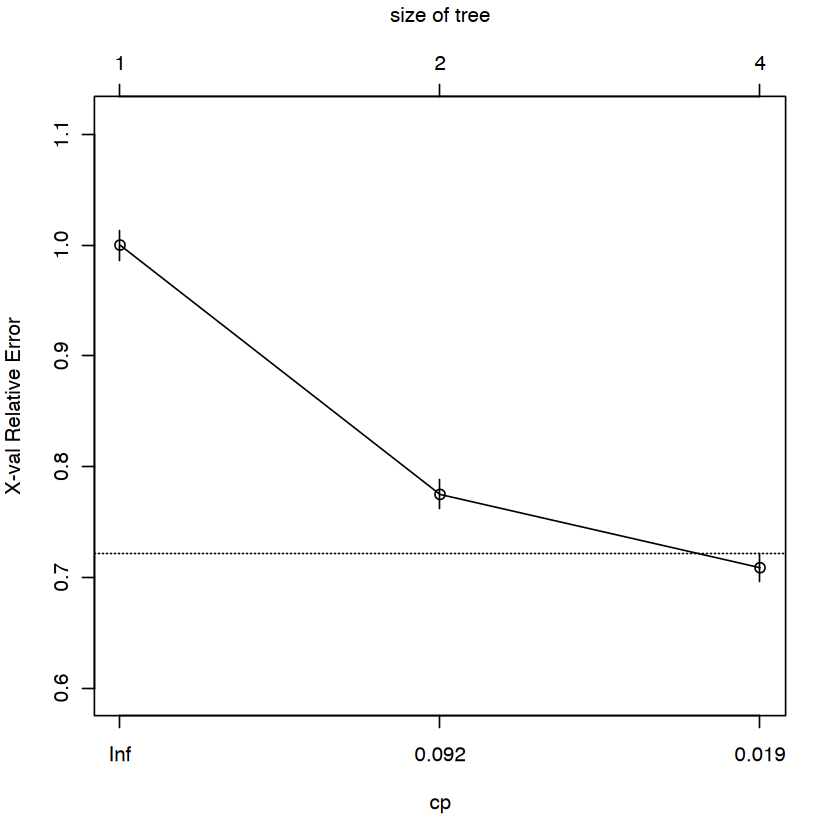 size of tree
1 2 4
1.1
1.0
0.9
0.8
0.7
0.6
X-val Relative Error
Inf 0.092 0.019
cp